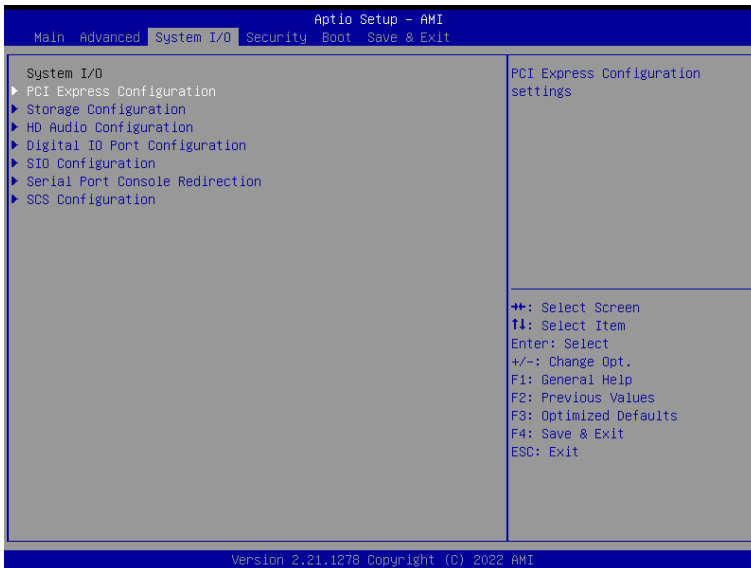 Aptio Setup – AMI
Main Advanced System I/O Security Boot Save & Exit
System I/O
▶ PCI Express Configuration
▶ Storage Configuration
▶ HD Audio Configuration
▶ Digital IO Port Configuration
▶ SIO Configuration
▶ Serial Port Console Redirection
▶ SCS Configuration
PCI Express Configuration
settings
→←: Select Screen
↑↓: Select Item
Enter: Select
+/-: Change Opt.
F1: General Help
F2: Previous Values
F3: Optimized Defaults
F4: Save & Exit
ESC: Exit
Version 2.21.1278 Copyright (C) 2022 AMI